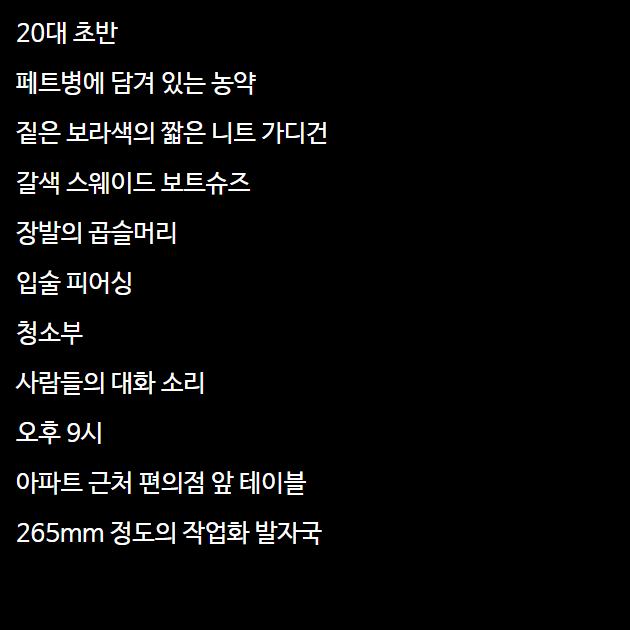 20대 초반
페트병에 담겨 있는 농약
짙은 보라색의 짧은 니트 가디건
갈색 스웨이드 보트슈즈
장발의 곱슬머리
입술 피어싱
청소부
사람들의 대화 소리
오후 9시
아파트 근처 편의점 앞 테이블
265mm 정도의 작업화 발자국